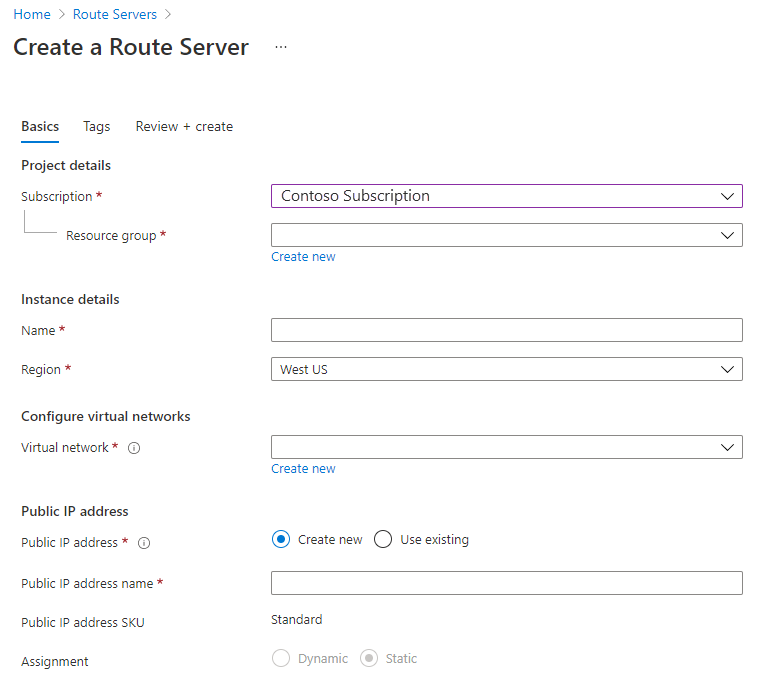 Home > Route Servers >
Create a Route Server ...
Basics Tags Review + create
Project details
Subscription * Contoso Subscription
Resource group *
Create new
Instance details
Name *
Region * West US
Configure virtual networks
Virtual network *
Create new
Public IP address
Public IP address * Create new Use existing
Public IP address name *
Public IP address SKU Standard
Assignment Dynamic Static